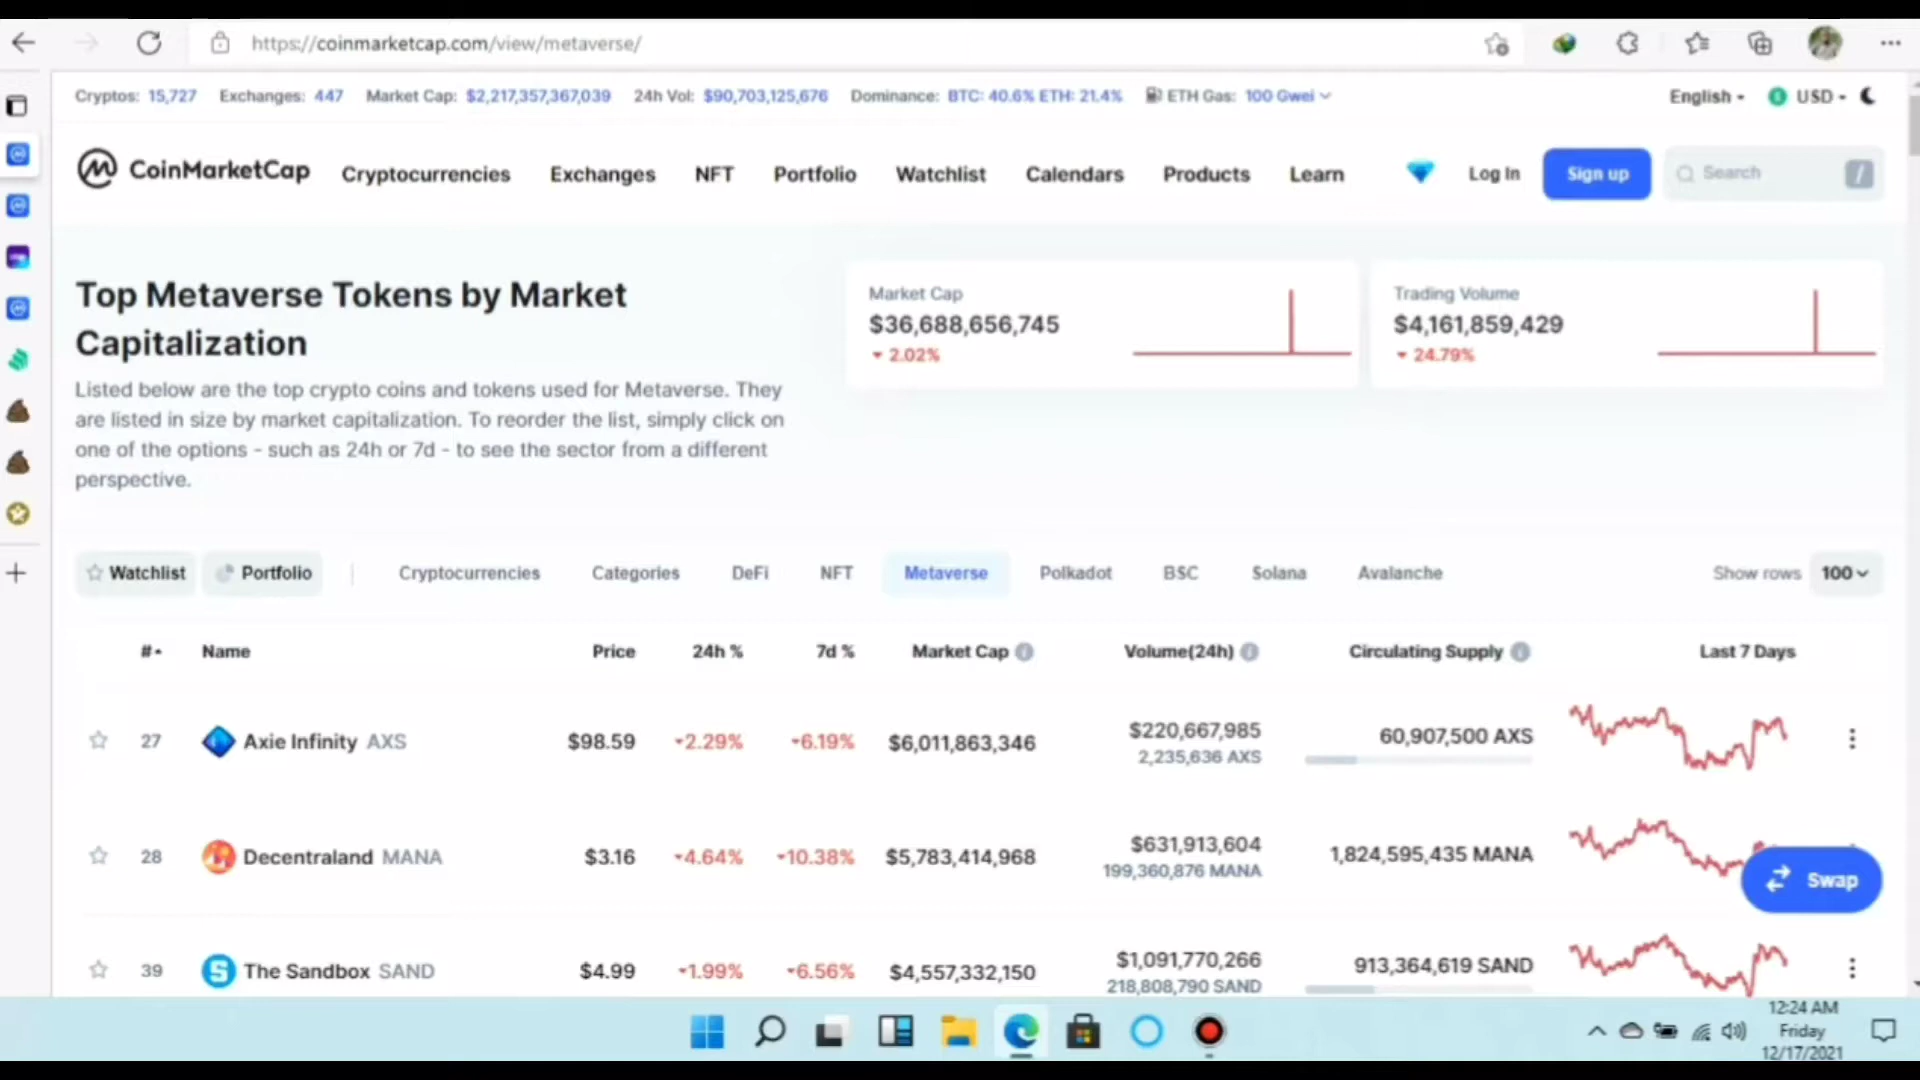 https://coinmarketcap.com/view/metaverse/
Cryptos: 15,727 Exchanges: 447 Market Cap: $2,217,357,367,039 24h Vol: $90,703,125,676 Dominance: BTC: 40.6% ETH: 21.4% ETH Gas: 100 Gwei English USD
CoinMarketCap Cryptocurrencies Exchanges NFT Portfolio Watchlist Calendars Products Learn Log In Sign up Search /
Top Metaverse Tokens by Market
Capitalization
Listed below are the top crypto coins and tokens used for Metaverse. They
are listed in size by market capitalization. To reorder the list, simply click on
one of the options - such as 24h or 7d - to see the sector from a different
perspective.
Market Cap
$36,688,656,745
2.02%
Trading Volume
$4,161,859,429
24.79%
Watchlist Portfolio Cryptocurrencies Categories DeFi NFT Metaverse Polkadot BSC Solana Avalanche Show rows 100
# Name Price 24h % 7d % Market Cap Volume(24h) Circulating Supply Last 7 Days
27 Axie Infinity AXS $98.59 2.29% 6.19% $6,011,863,346 $220,667,985 60,907,500 AXS
2,235,636 AXS
28 Decentraland MANA $3.16 4.64% 10.38% $5,783,414,968 $631,913,604 1,824,595,435 MANA
199,360,876 MANA
Swap
39 The Sandbox SAND $4.99 1.99% 6.56% $4,557,332,150 $1,091,770,266 913,364,619 SAND
218,808,790 SAND
12:24 AM
Friday
12/17/2021